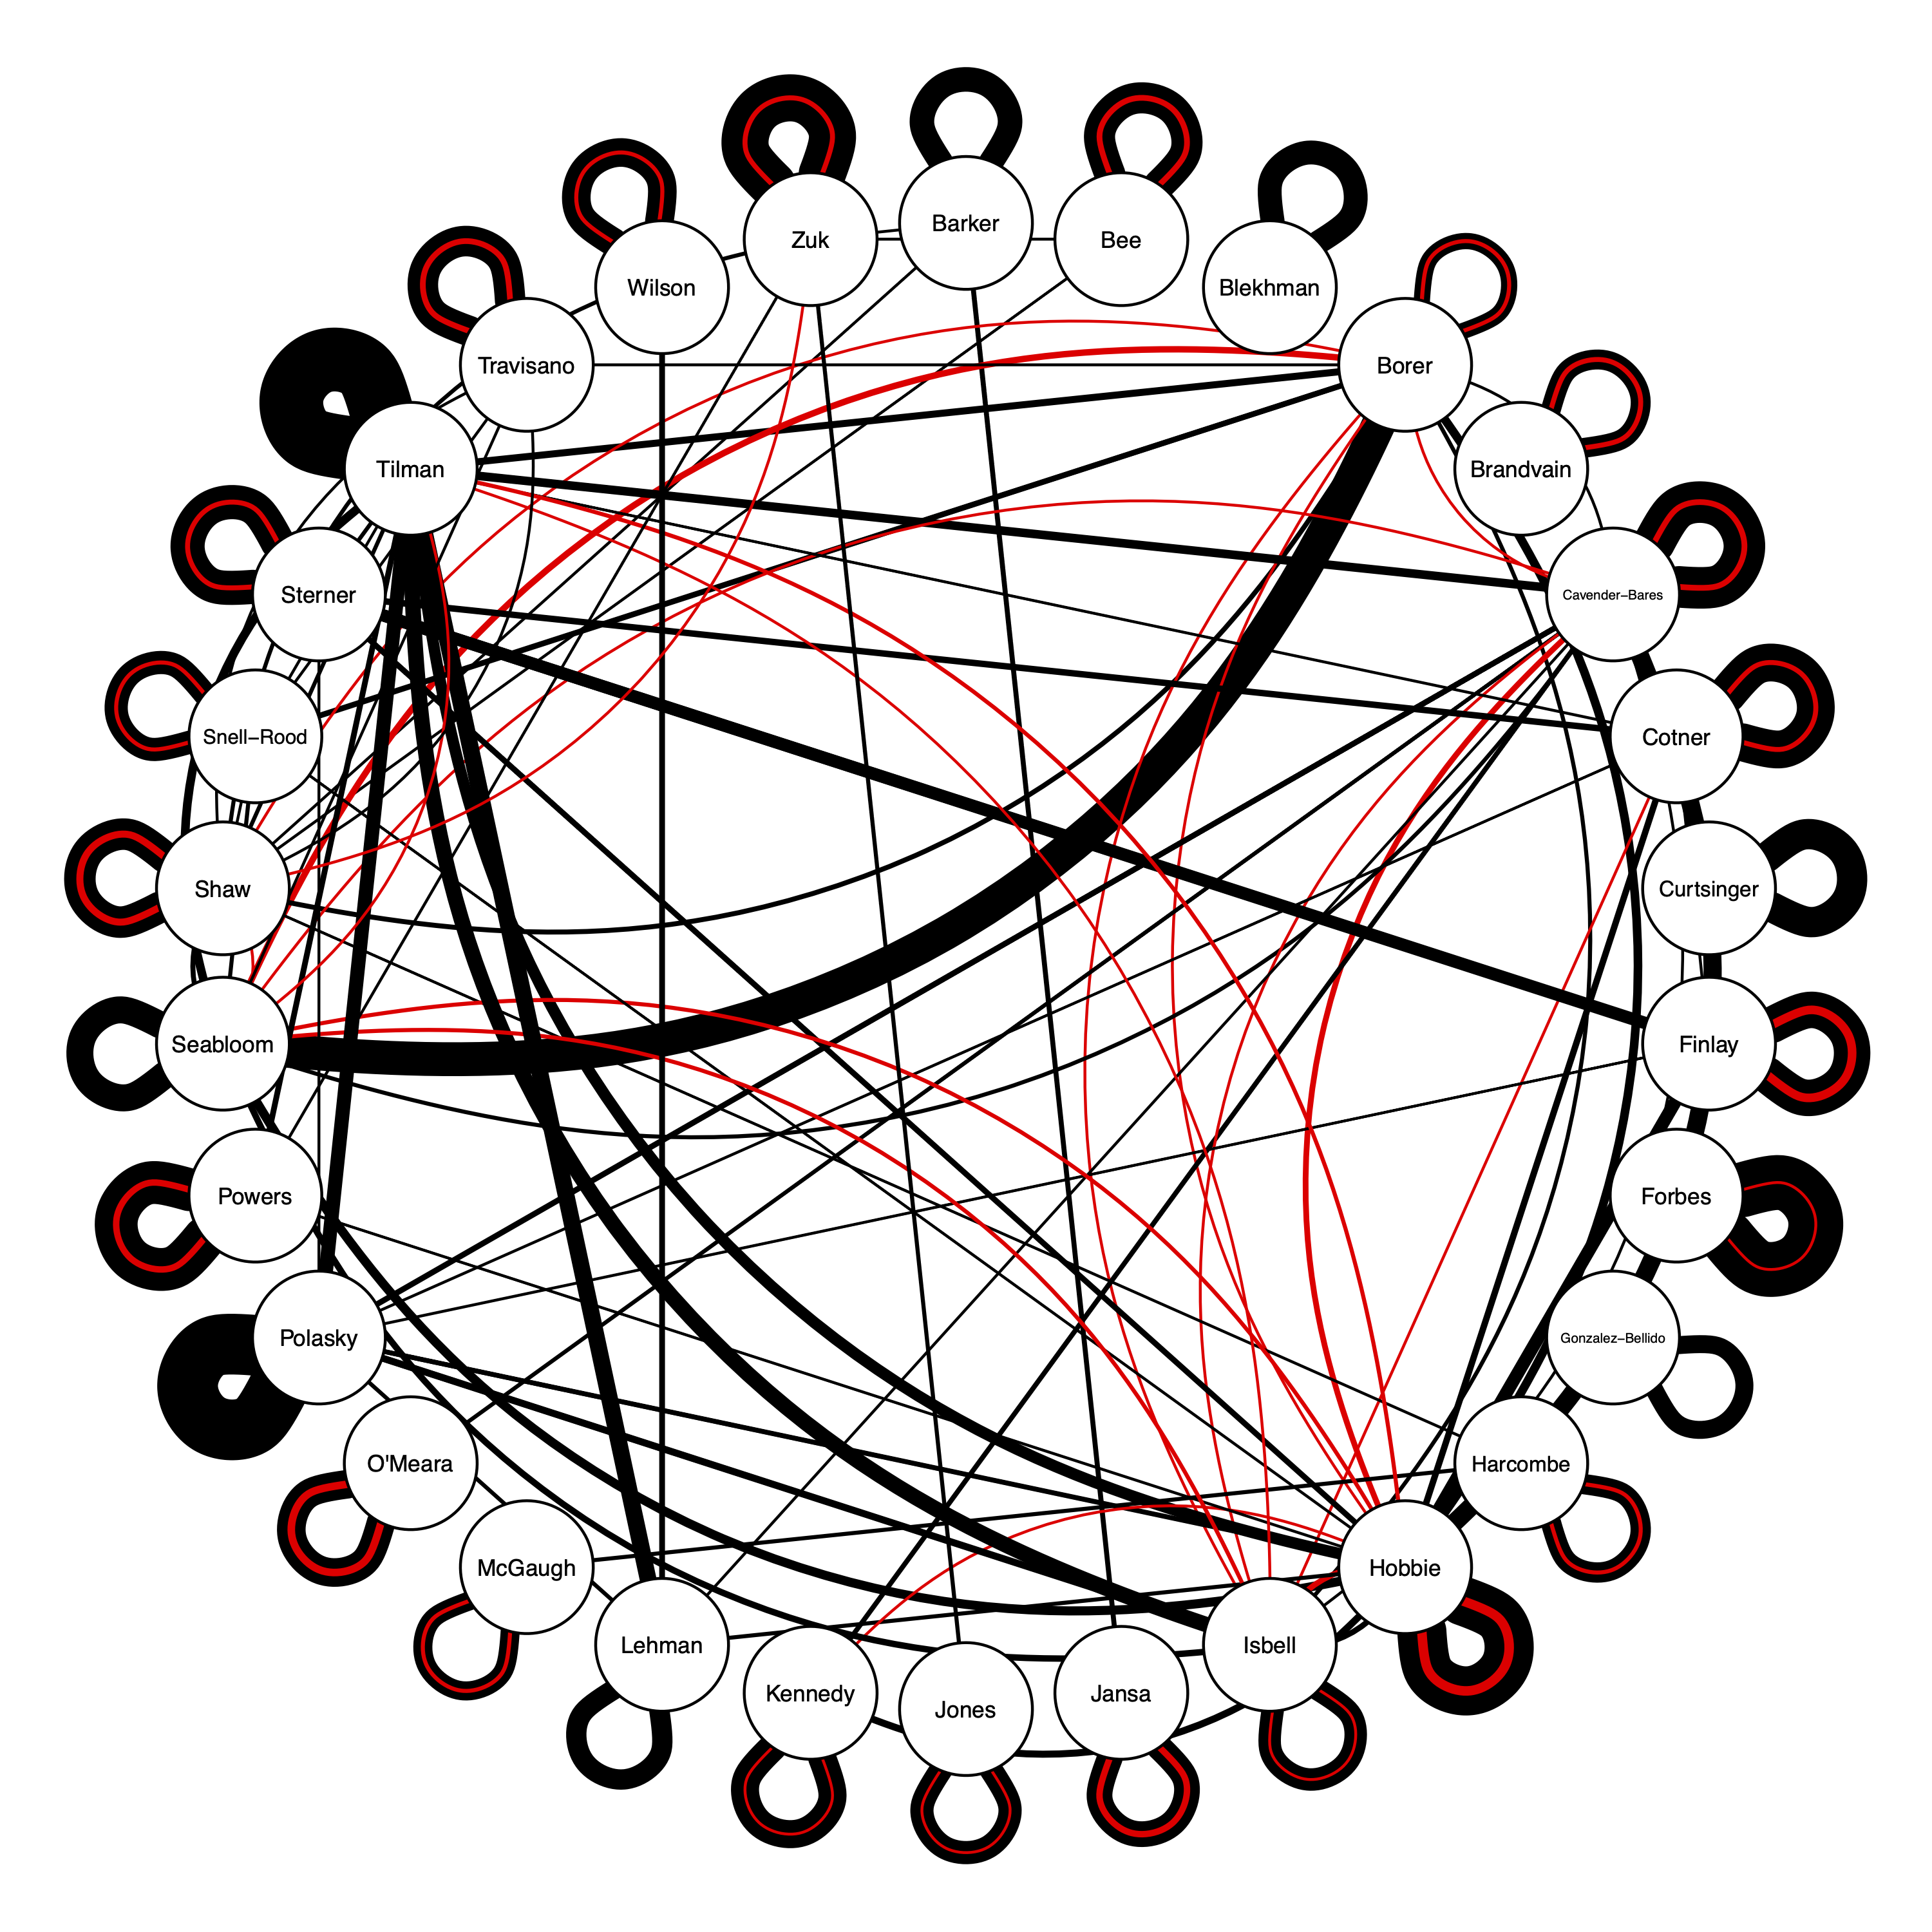 Barker
Zuk
Bee
Wilson
Blekhman
Travisano
Borer
Tilman
Brandvain
Sterner
Cavender–Bares
Snell–Rood
Cotner
Shaw
Curtsinger
Seabloom
Finlay
Powers
Forbes
Polasky
Gonzalez–Bellido
O'Meara
Harcombe
McGaugh
Hobbie
Lehman
Isbell
Kennedy
Jansa
Jones